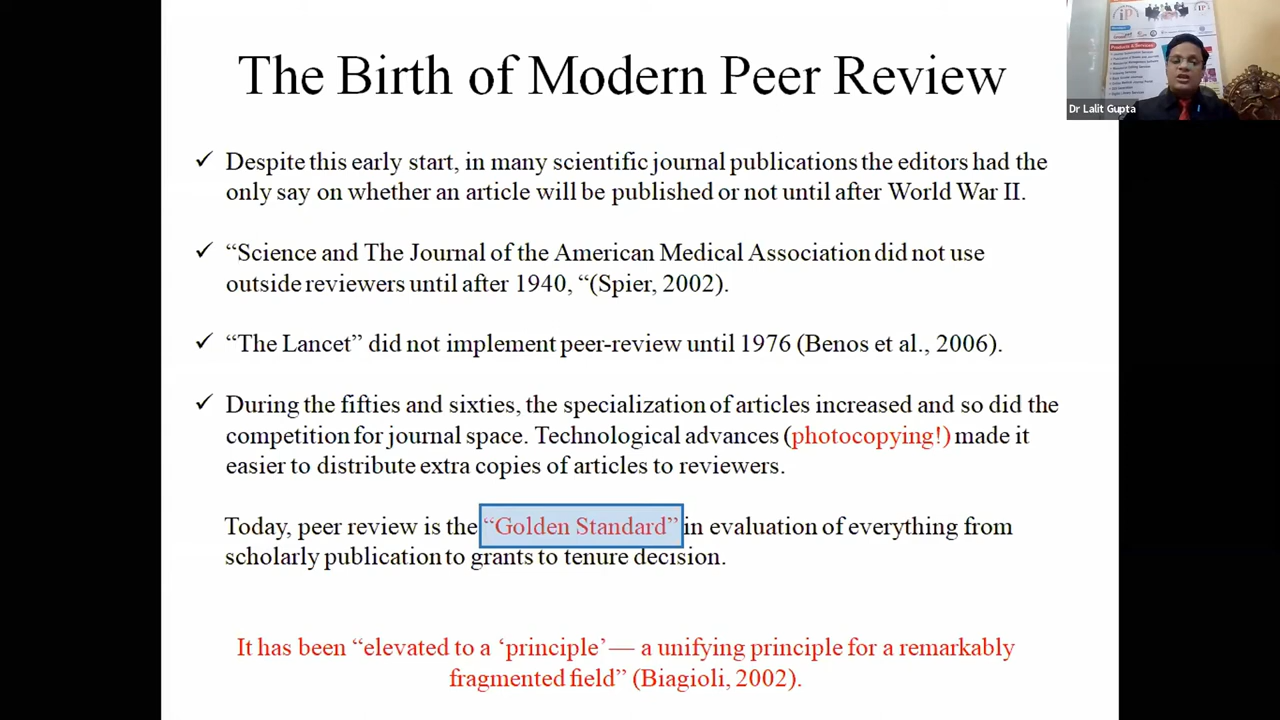 The Birth of Modern Peer Review
iP
iP
Products & Services
Dr Lalit Gupta
✓ Despite this early start, in many scientific journal publications the editors had the
only say on whether an article will be published or not until after World War II.
✓ “Science and The Journal of the American Medical Association did not use
outside reviewers until after 1940, “(Spier, 2002).
✓ “The Lancet” did not implement peer-review until 1976 (Benos et al., 2006).
✓ During the fifties and sixties, the specialization of articles increased and so did the
competition for journal space. Technological advances (photocopying!) made it
easier to distribute extra copies of articles to reviewers.
Today, peer review is the “Golden Standard” in evaluation of everything from
scholarly publication to grants to tenure decision.
It has been “elevated to a ‘principle’— a unifying principle for a remarkably
fragmented field” (Biagioli, 2002).